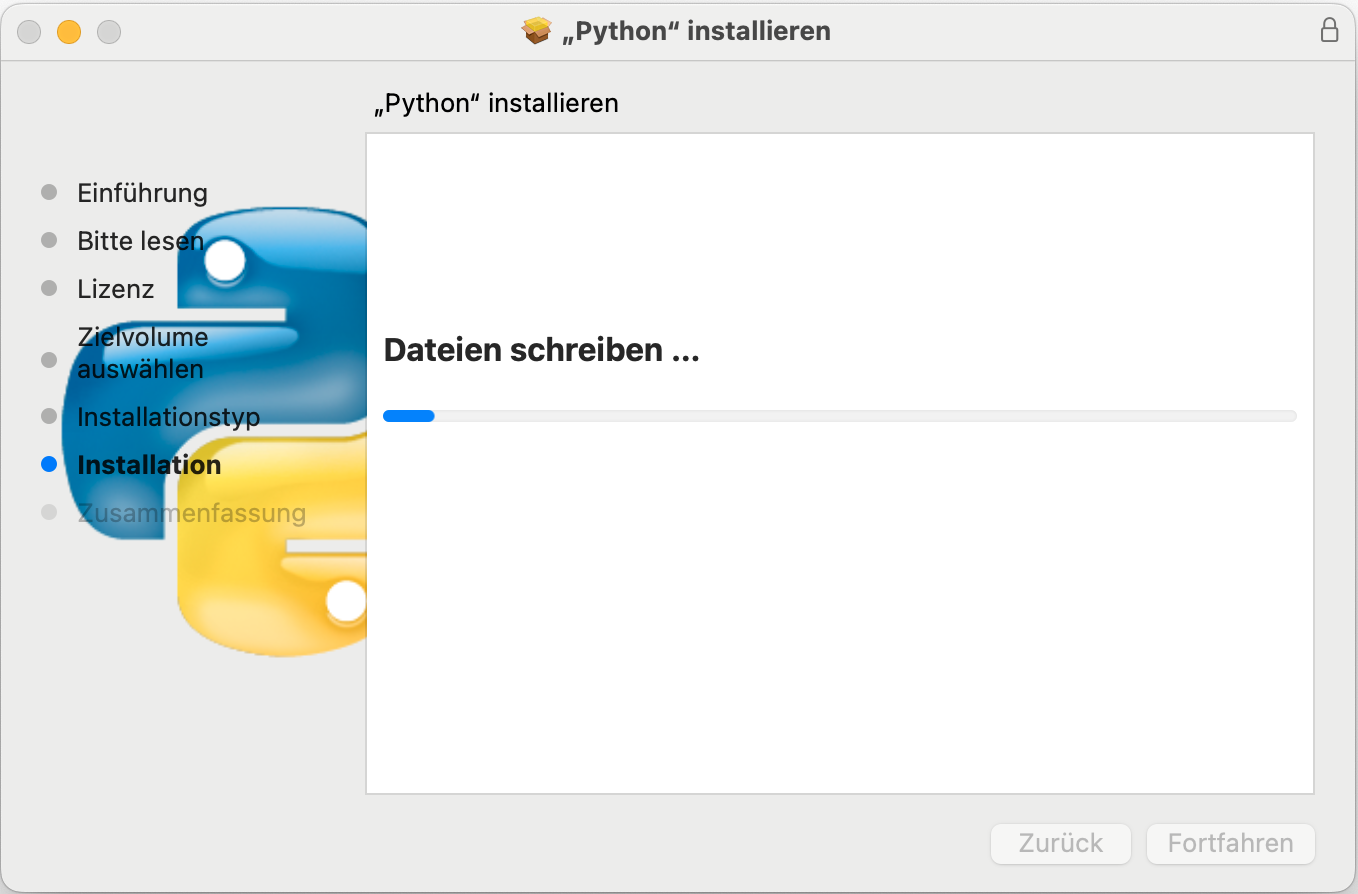 „Python“ installieren
„Python“ installieren
Einführung
Bitte lesen
Lizenz
Zielvolume
auswählen
Installationstyp
Installation
Zusammenfassung
Dateien schreiben ...
Zurück
Fortfahren